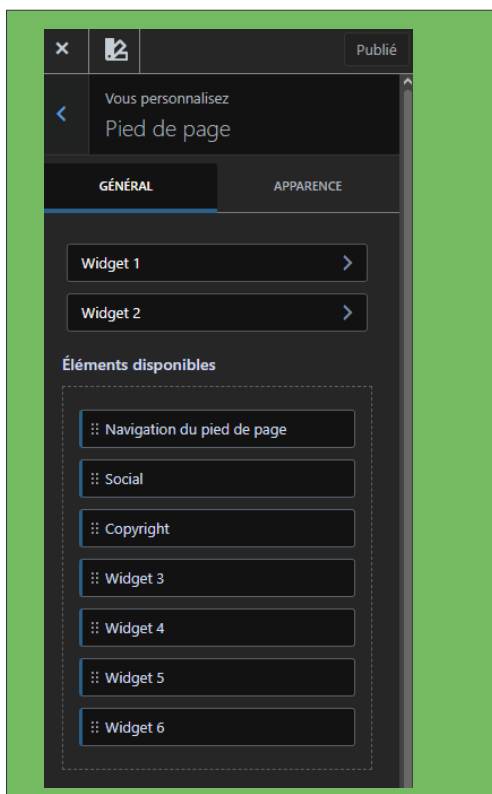 Publié
Vous personnalisez
Pied de page
GÉNÉRAL
APPARENCE
Widget 1
Widget 2
Éléments disponibles
Navigation du pied de page
Social
Copyright
Widget 3
Widget 4
Widget 5
Widget 6